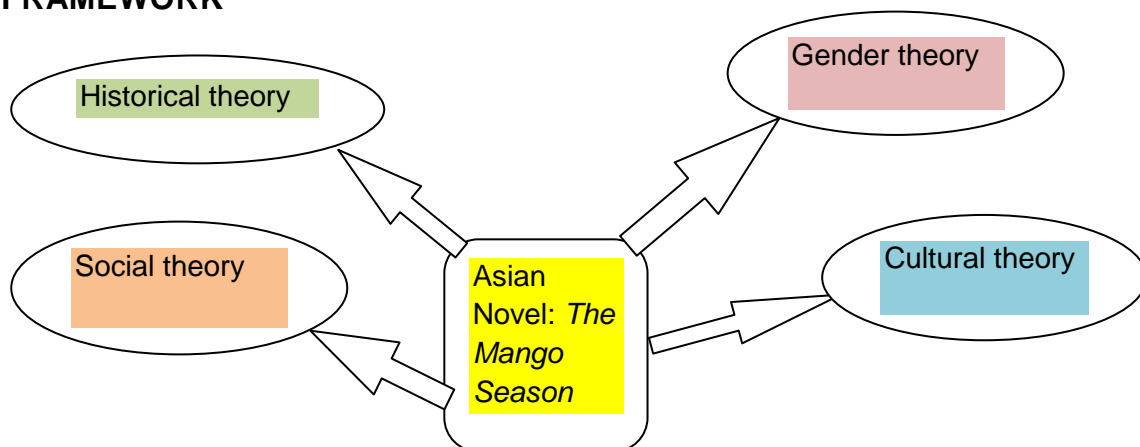 FRAMEWORK
Historical theory
Gender theory
Social theory
Cultural theory
Asian
Novel: The
Mango
Season